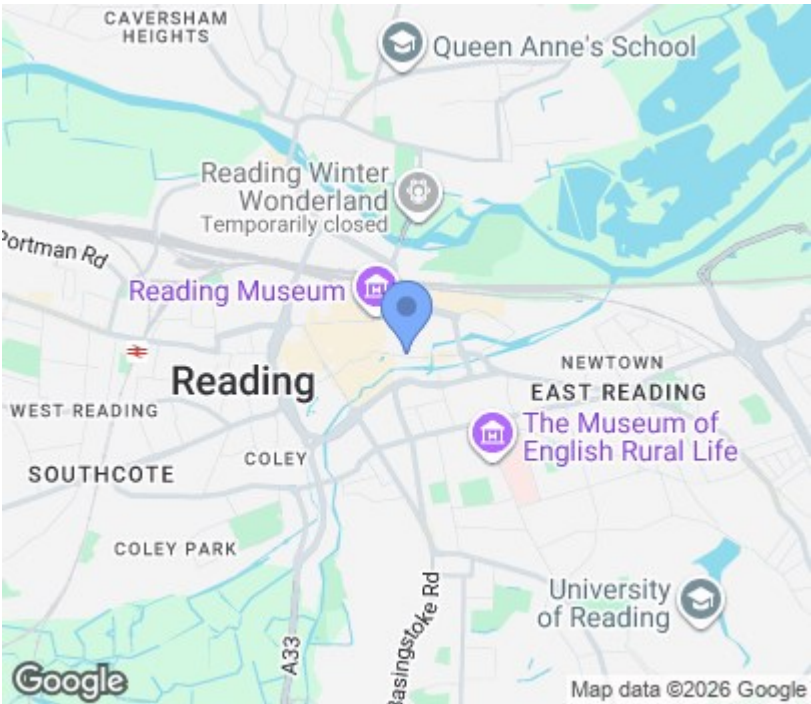 CAVERSHAM
HEIGHTS
Queen Anne's School
Reading Winter
Wonderland
Temporarily closed
Portman Rd
Reading Museum
Reading
NEWTOWN
EAST READING
WEST READING
The Museum of
English Rural Life
COLEY
SOUTHCOTE
COLEY PARK
University
of Reading
A33
Basingstoke Rd
Google
Map data ©2026 Google